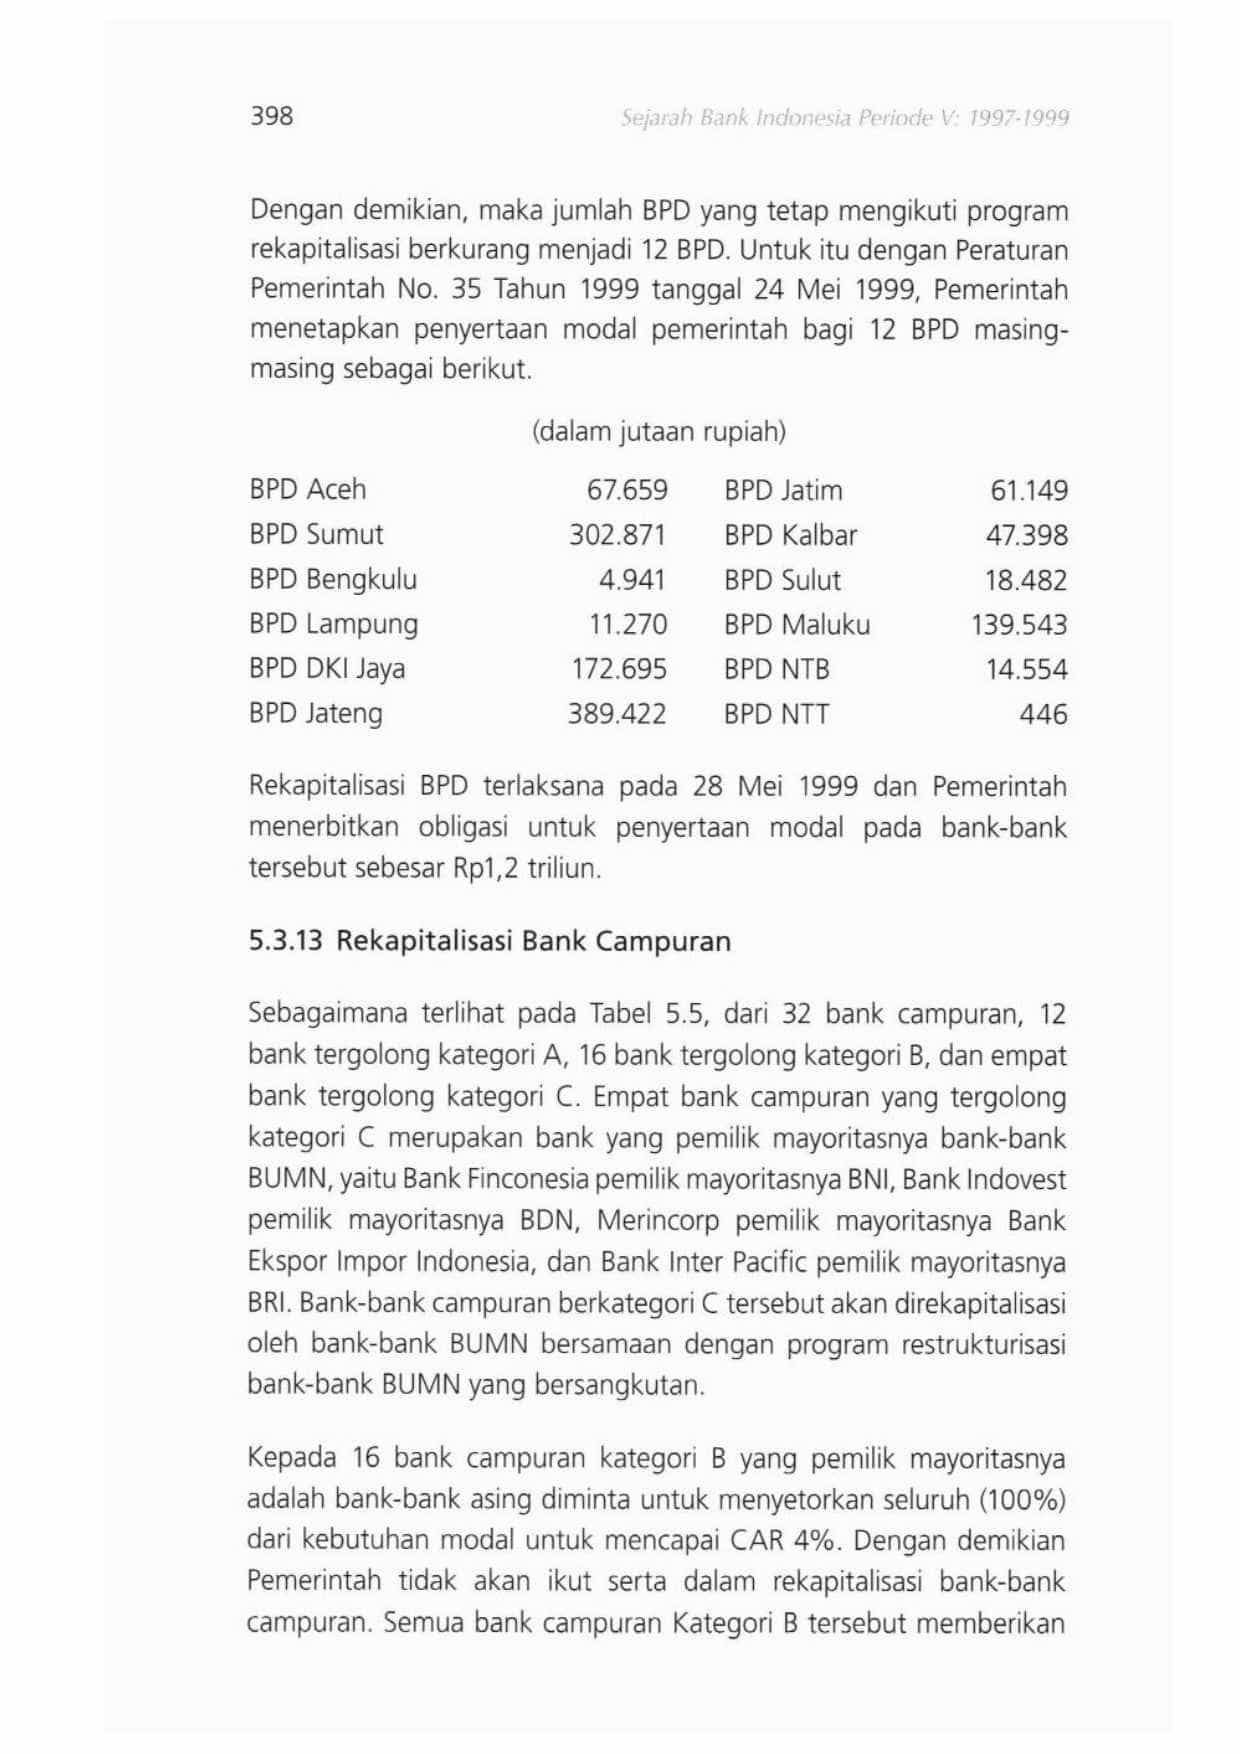 398
Sejarah Bank Indonesia Periode V: 1997-1999
Dengan demikian, maka jumlah BPD yang tetap mengikuti program
rekapitalisasi berkurang menjadi 12 BPD. Untuk itu dengan Peraturan
Pemerintah No. 35 Tahun 1999 tanggal 24 Mei 1999, Pemerintah
menetapkan penyertaan modal pemerintah bagi 12 BPD masing-
masing sebagai berikut.
(dalam jutaan rupiah)
BPD Aceh 67.659 BPD Jatim 61.149
BPD Sumut 302.871 BPD Kalbar 47.398
BPD Bengkulu 4.941 BPD Sulut 18.482
BPD Lampung 11.270 BPD Maluku 139.543
BPD DKI Jaya 172.695 BPD NTB 14.554
BPD Jateng 389.422 BPD NTT 446
Rekapitalisasi BPD terlaksana pada 28 Mei 1999 dan Pemerintah
menerbitkan obligasi untuk penyertaan modal pada bank-bank
tersebut sebesar Rp1,2 triliun.
5.3.13 Rekapitalisasi Bank Campuran
Sebagaimana terlihat pada Tabel 5.5, dari 32 bank campuran, 12
bank tergolong kategori A, 16 bank tergolong kategori B, dan empat
bank tergolong kategori C. Empat bank campuran yang tergolong
kategori C merupakan bank yang pemilik mayoritasnya bank-bank
BUMN, yaitu Bank Finconesia pemilik mayoritasnya BNI, Bank Indovest
pemilik mayoritasnya BDN, Merincorp pemilik mayoritasnya Bank
Ekspor Impor Indonesia, dan Bank Inter Pacific pemilik mayoritasnya
BRI. Bank-bank campuran berkategori C tersebut akan direkapitalisasi
oleh bank-bank BUMN bersamaan dengan program restrukturisasi
bank-bank BUMN yang bersangkutan.
Kepada 16 bank campuran kategori B yang pemilik mayoritasnya
adalah bank-bank asing diminta untuk menyetorkan seluruh (100%)
dari kebutuhan modal untuk mencapai CAR 4%. Dengan demikian
Pemerintah tidak akan ikut serta dalam rekapitalisasi bank-bank
campuran. Semua bank campuran Kategori B tersebut memberikan